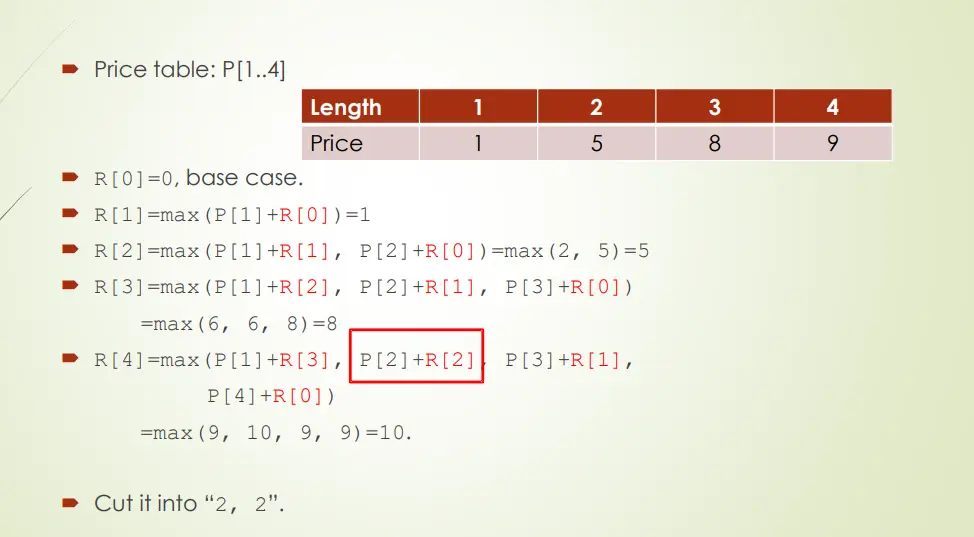 Price table: P[1..4]
Length 1 2 3 4
Price 1 5 8 9
R[0]=0, base case.
R[1]=max(P[1]+R[0])=1
R[2]=max(P[1]+R[1], P[2]+R[0])=max(2, 5)=5
R[3]=max(P[1]+R[2], P[2]+R[1], P[3]+R[0])
=max(6, 6, 8)=8
R[4]=max(P[1]+R[3], P[2]+R[2], P[3]+R[1],
P[4]+R[0])
=max(9, 10, 9, 9)=10.
Cut it into “2, 2”.